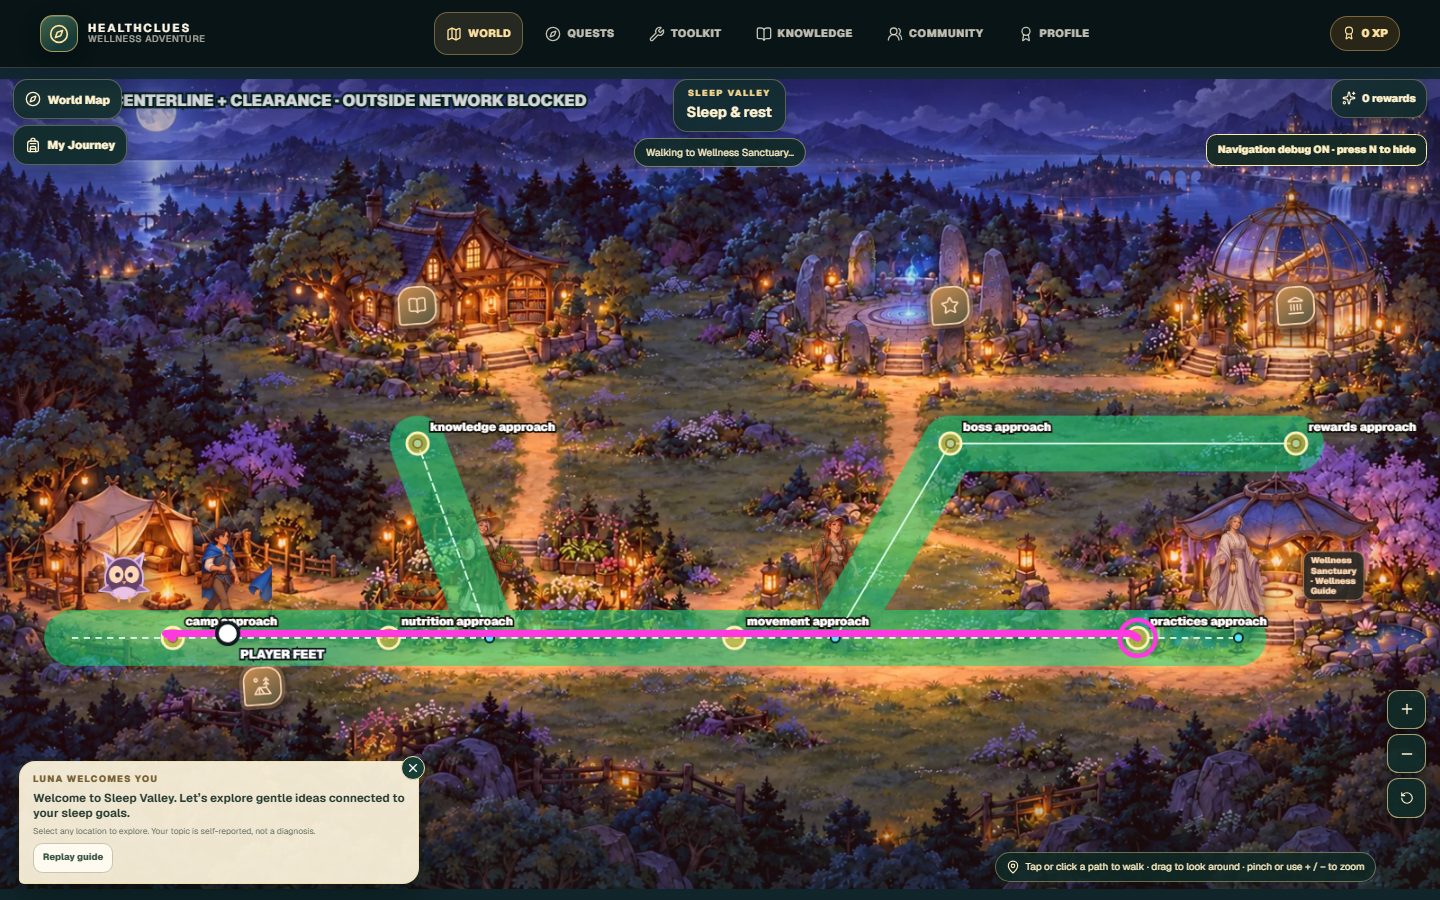 HEALTHCLUES
WELLNESS ADVENTURE
WORLD
QUESTS
TOOLKIT
KNOWLEDGE
COMMUNITY
PROFILE
0 XP
World Map
CENTERLINE + CLEARANCE · OUTSIDE NETWORK BLOCKED
My Journey
SLEEP VALLEY
Sleep & rest
Walking to Wellness Sanctuary...
0 rewards
Navigation debug ON · press N to hide
knowledge approach
boss approach
rewards approach
Wellness
Sanctuary
· Wellness
Guide
camp approach
nutrition approach
movement approach
practices approach
PLAYER FEET
LUNA WELCOMES YOU
Welcome to Sleep Valley. Let's explore gentle ideas connected to
your sleep goals.
Select any location to explore. Your topic is self-reported, not a diagnosis.
Replay guide
Tap or click a path to walk · drag to look around · pinch or use + / − to zoom